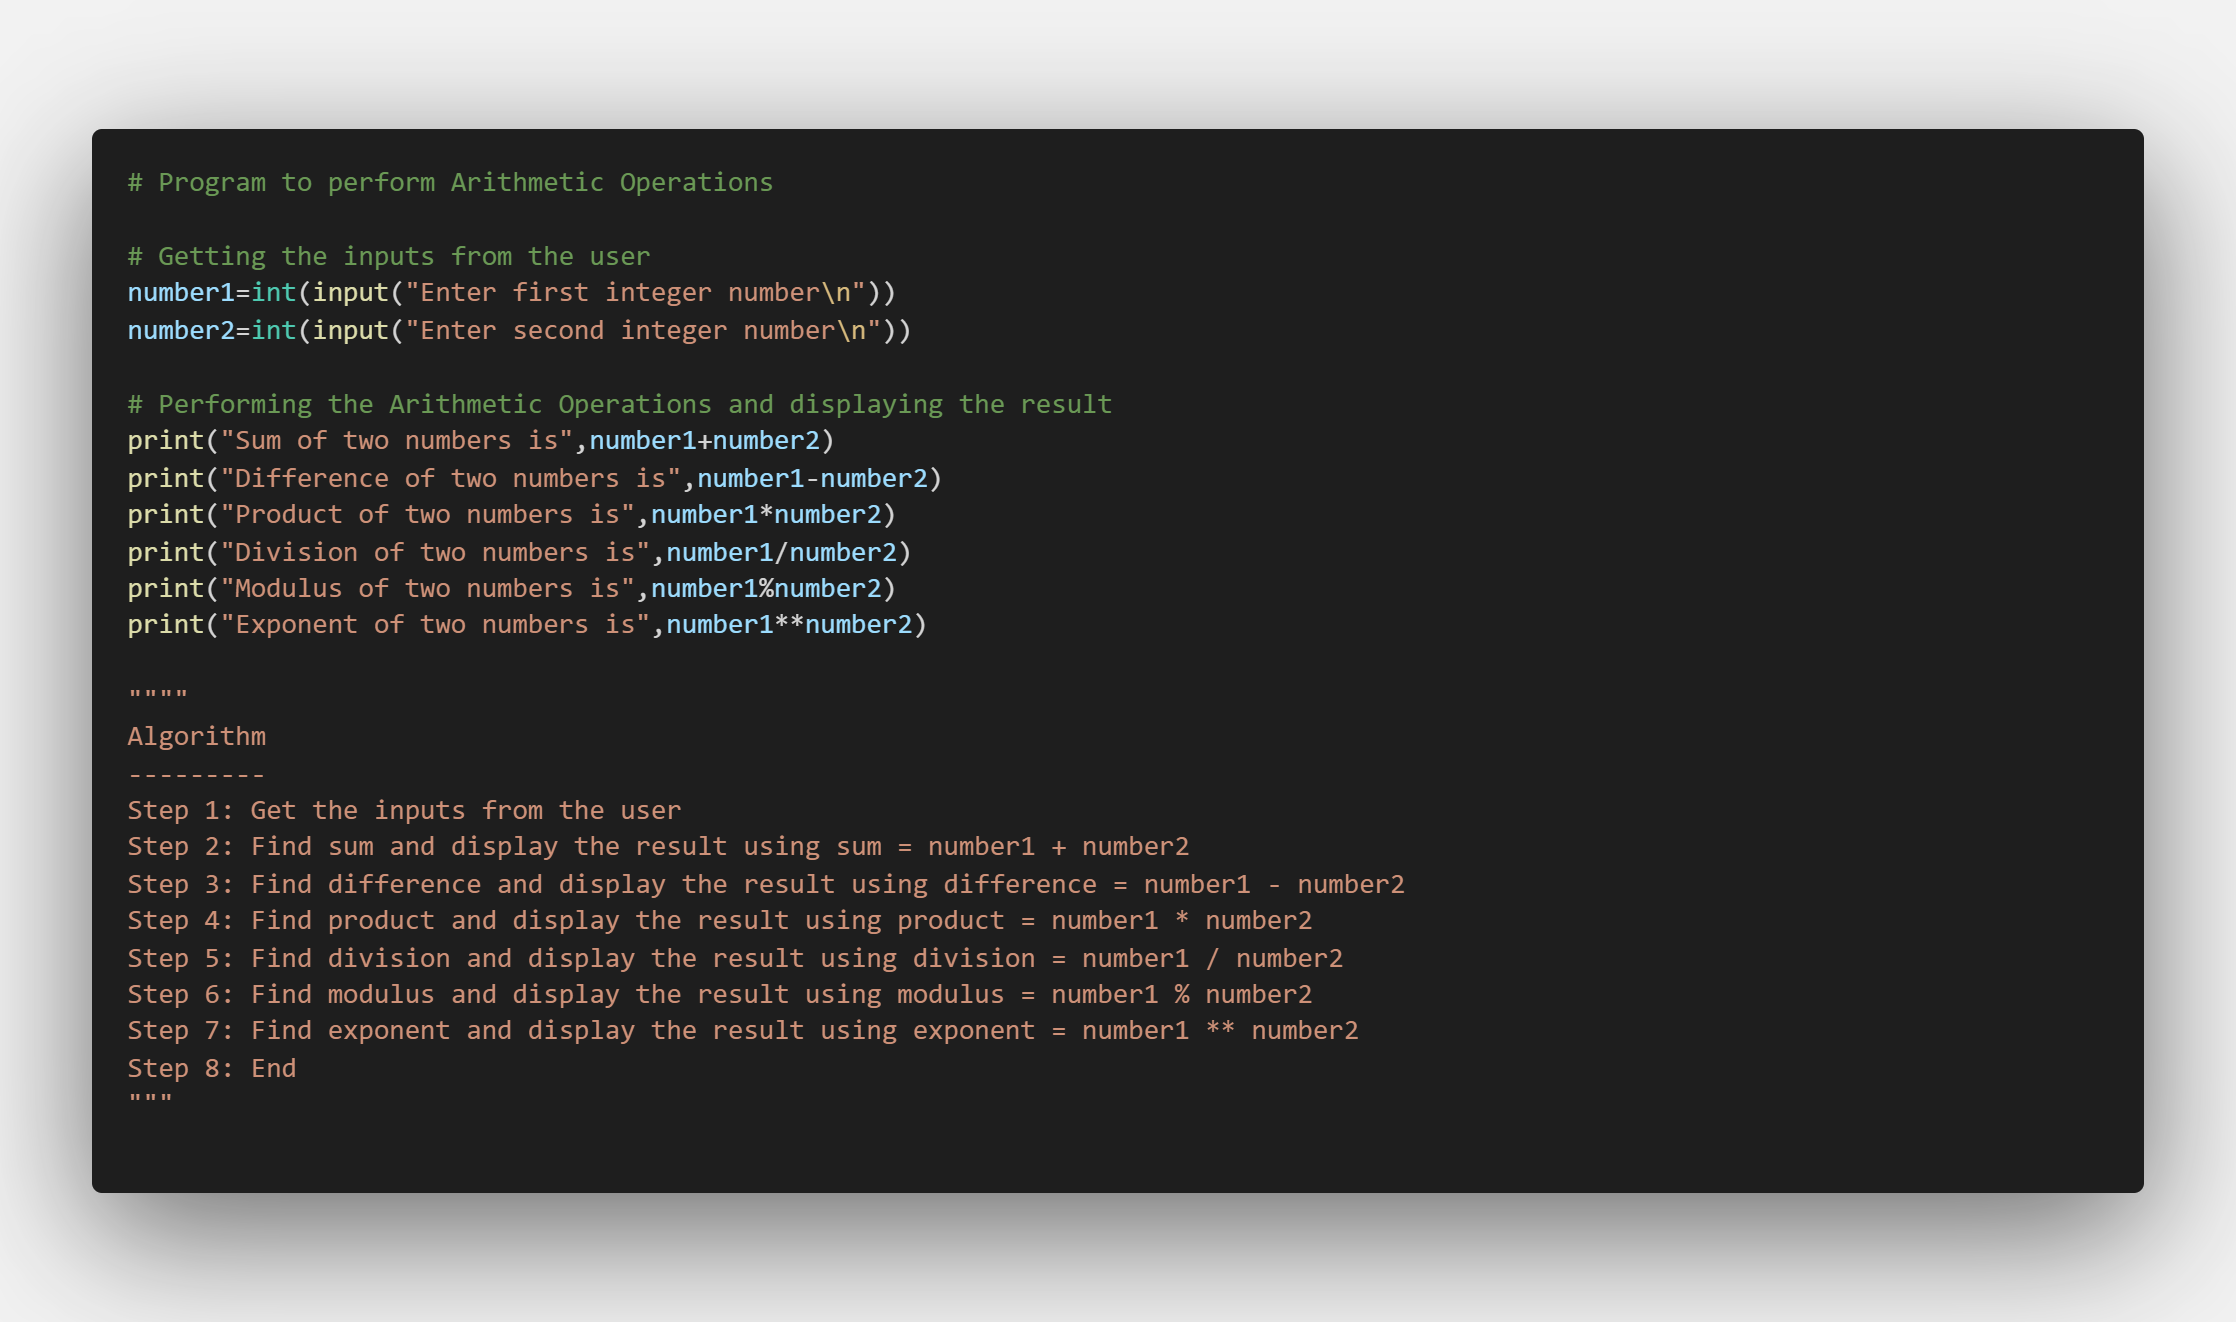 # Program to perform Arithmetic Operations
# Getting the inputs from the user
number1=int(input("Enter first integer number\n"))
number2=int(input("Enter second integer number\n"))
# Performing the Arithmetic Operations and displaying the result
print("Sum of two numbers is",number1+number2)
print("Difference of two numbers is",number1-number2)
print("Product of two numbers is",number1*number2)
print("Division of two numbers is",number1/number2)
print("Modulus of two numbers is",number1%number2)
print("Exponent of two numbers is",number1**number2)
""""
Algorithm
---------
Step 1: Get the inputs from the user
Step 2: Find sum and display the result using sum = number1 + number2
Step 3: Find difference and display the result using difference = number1 - number2
Step 4: Find product and display the result using product = number1 * number2
Step 5: Find division and display the result using division = number1 / number2
Step 6: Find modulus and display the result using modulus = number1 % number2
Step 7: Find exponent and display the result using exponent = number1 ** number2
Step 8: End
"""